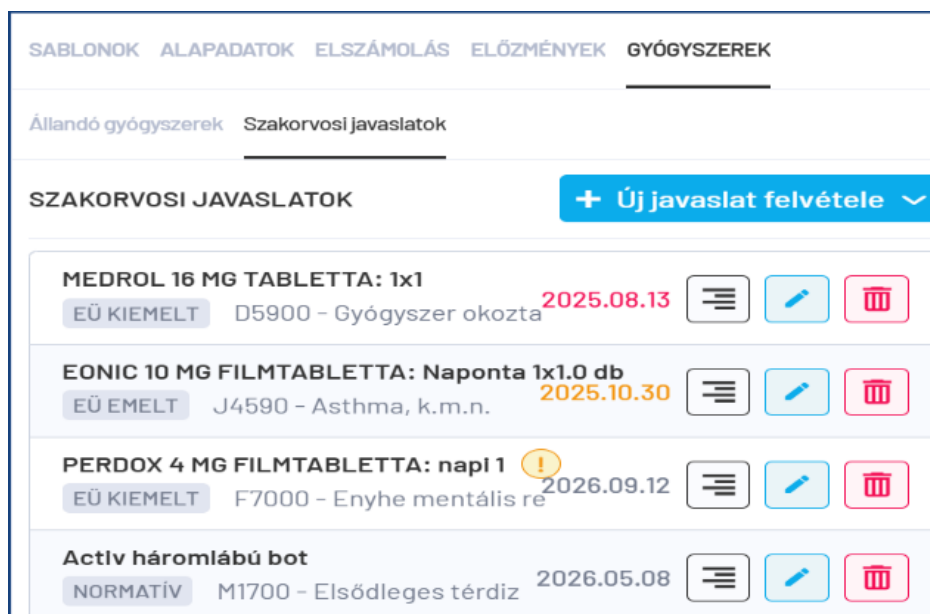 SABLONOK ALAPADATOK ELSZÁMOLÁS ELŐZMÉNYEK GYÓGYSZEREK
Állandó gyógyszerek Szakorvosi javaslatok
SZAKORVOSI JAVASLATOK + Új javaslat felvétele
MEDROL 16 MG TABLETTA: 1x1
EÜ KIEMELT D5900 - Gyógyszer okozta 2025.08.13
EONIC 10 MG FILMTABLETTA: Naponta 1x1.0 db
EÜ EMELT J4590 - Asthma, k.m.n. 2025.10.30
PERDOX 4 MG FILMTABLETTA: napI 1 !
EÜ KIEMELT F7000 - Enyhe mentális re 2026.09.12
Activ háromlábú bot
NORMATÍV M1700 - Elsődleges térdiz 2026.05.08